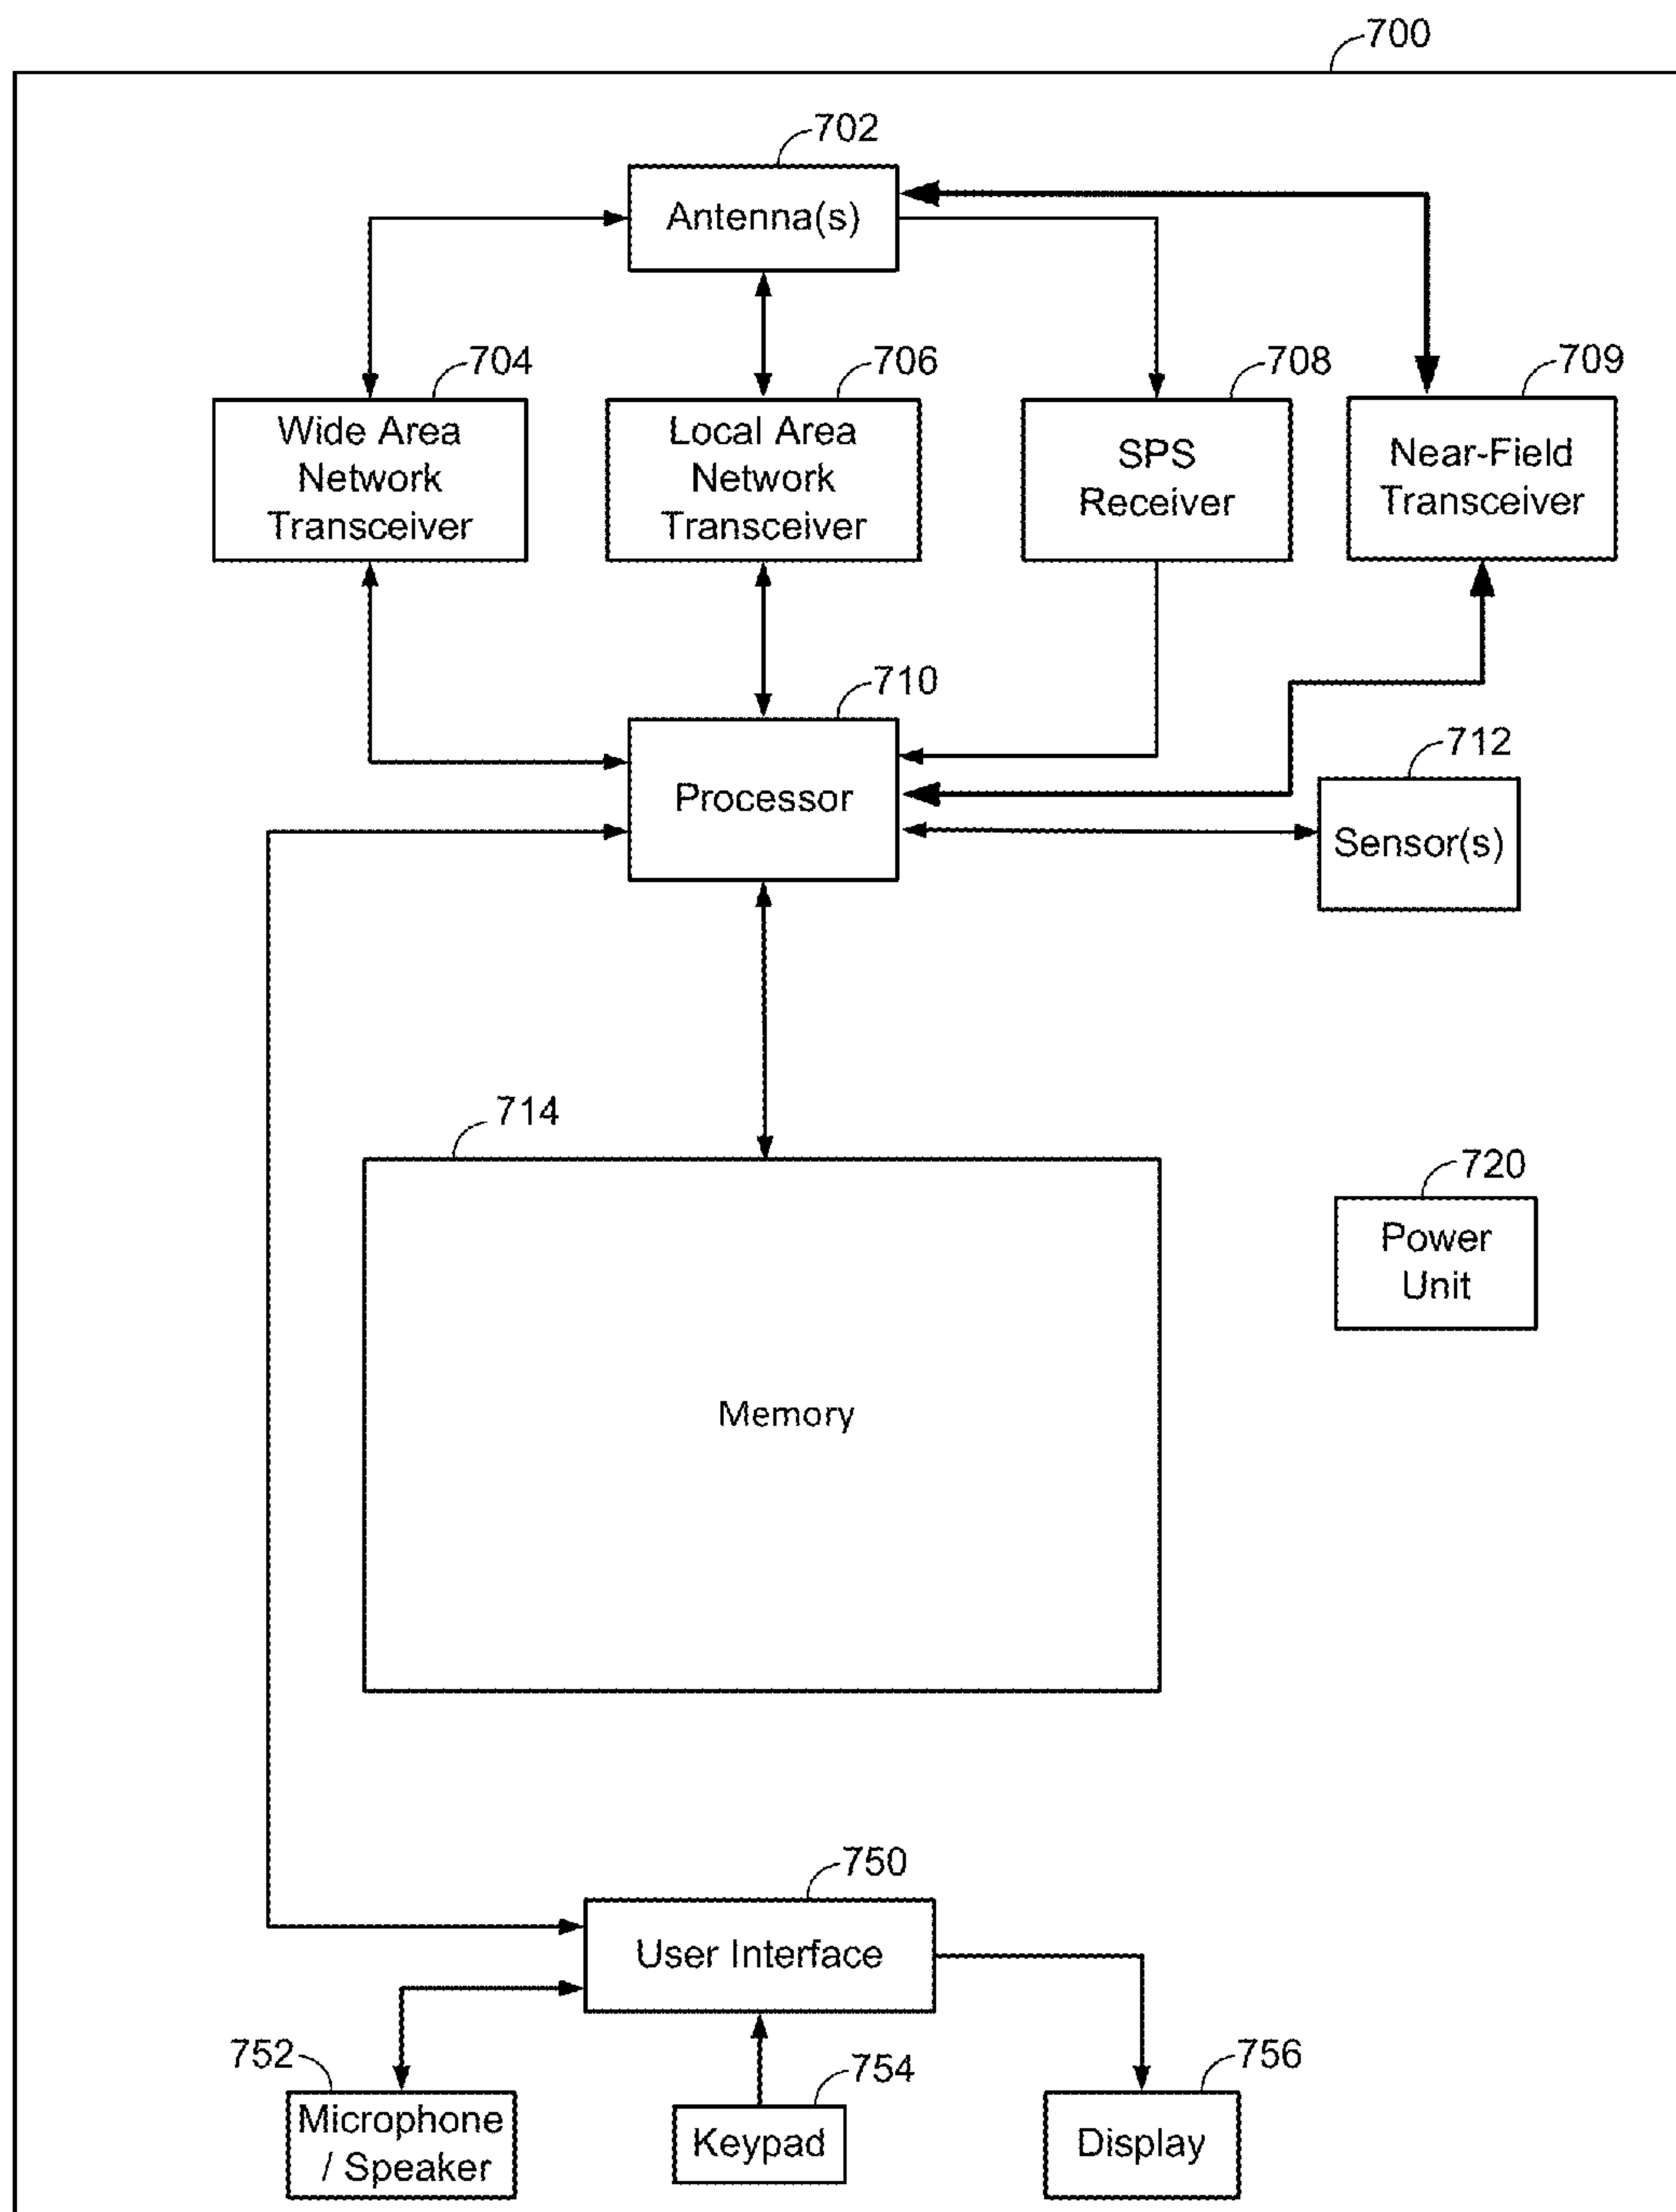 700
702
Antenna(s)
704
706
708
709
Wide Area
Network
Transceiver
Local Area
Network
Transceiver
SPS
Receiver
Near-Field
Transceiver
710
Processor
712
Sensor(s)
714
Memory
720
Power
Unit
750
User Interface
752
Microphone
/ Speaker
754
Keypad
756
Display